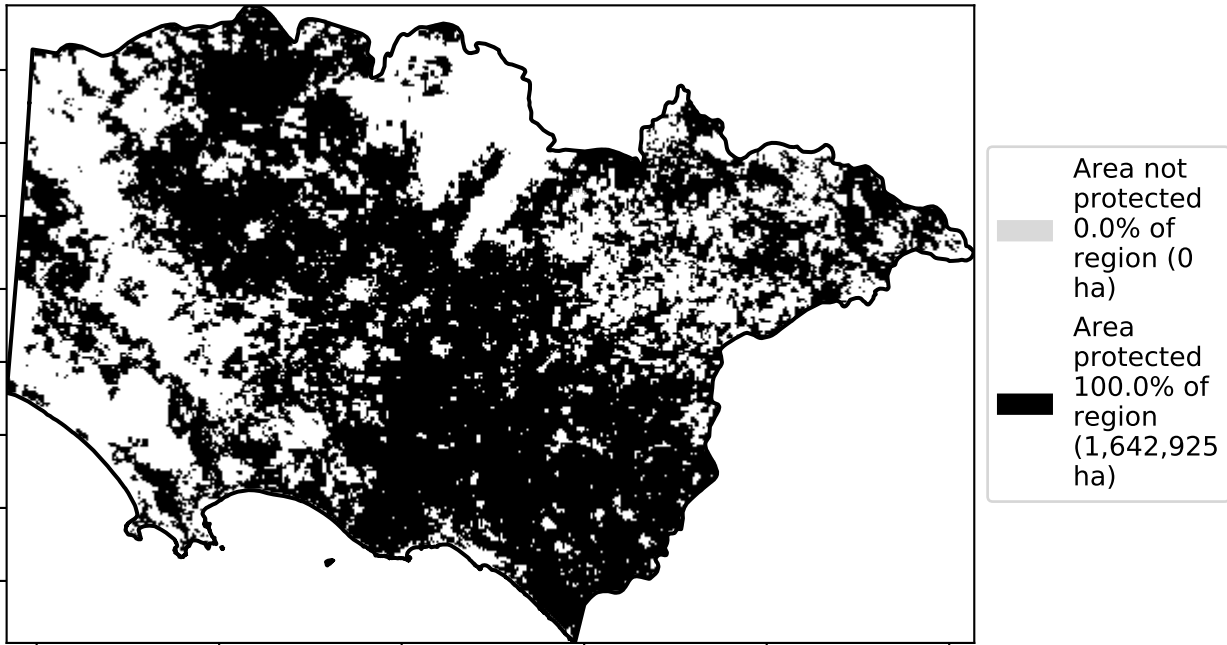 Area not
protected
0.0% of
region (0
ha)
Area
protected
100.0% of
region
(1,642,925
ha)